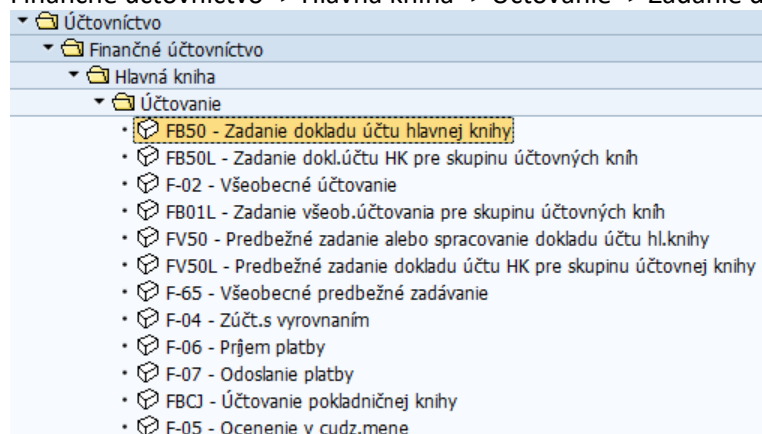 Účtovníctvo
Finančné účtovníctvo
Hlavná kniha
Účtovanie
FB50 - Zadanie dokladu účtu hlavnej knihy
FB50L - Zadanie dokl.účtu HK pre skupinu účtovných kníh
F-02 - Všeobecné účtovanie
FB01L - Zadanie všeob.účtovania pre skupinu účtovných kníh
FV50 - Predbežné zadanie alebo spracovanie dokladu účtu hl.knihy
FV50L - Predbežné zadanie dokladu účtu HK pre skupinu účtovnej knihy
F-65 - Všeobecné predbežné zadávanie
F-04 - Zúčt.s vyrovnaním
F-06 - Príjem platby
F-07 - Odoslanie platby
FBCJ - Účtovanie pokladničnej knihy
F-05 - Ocenenie v cudz.mene